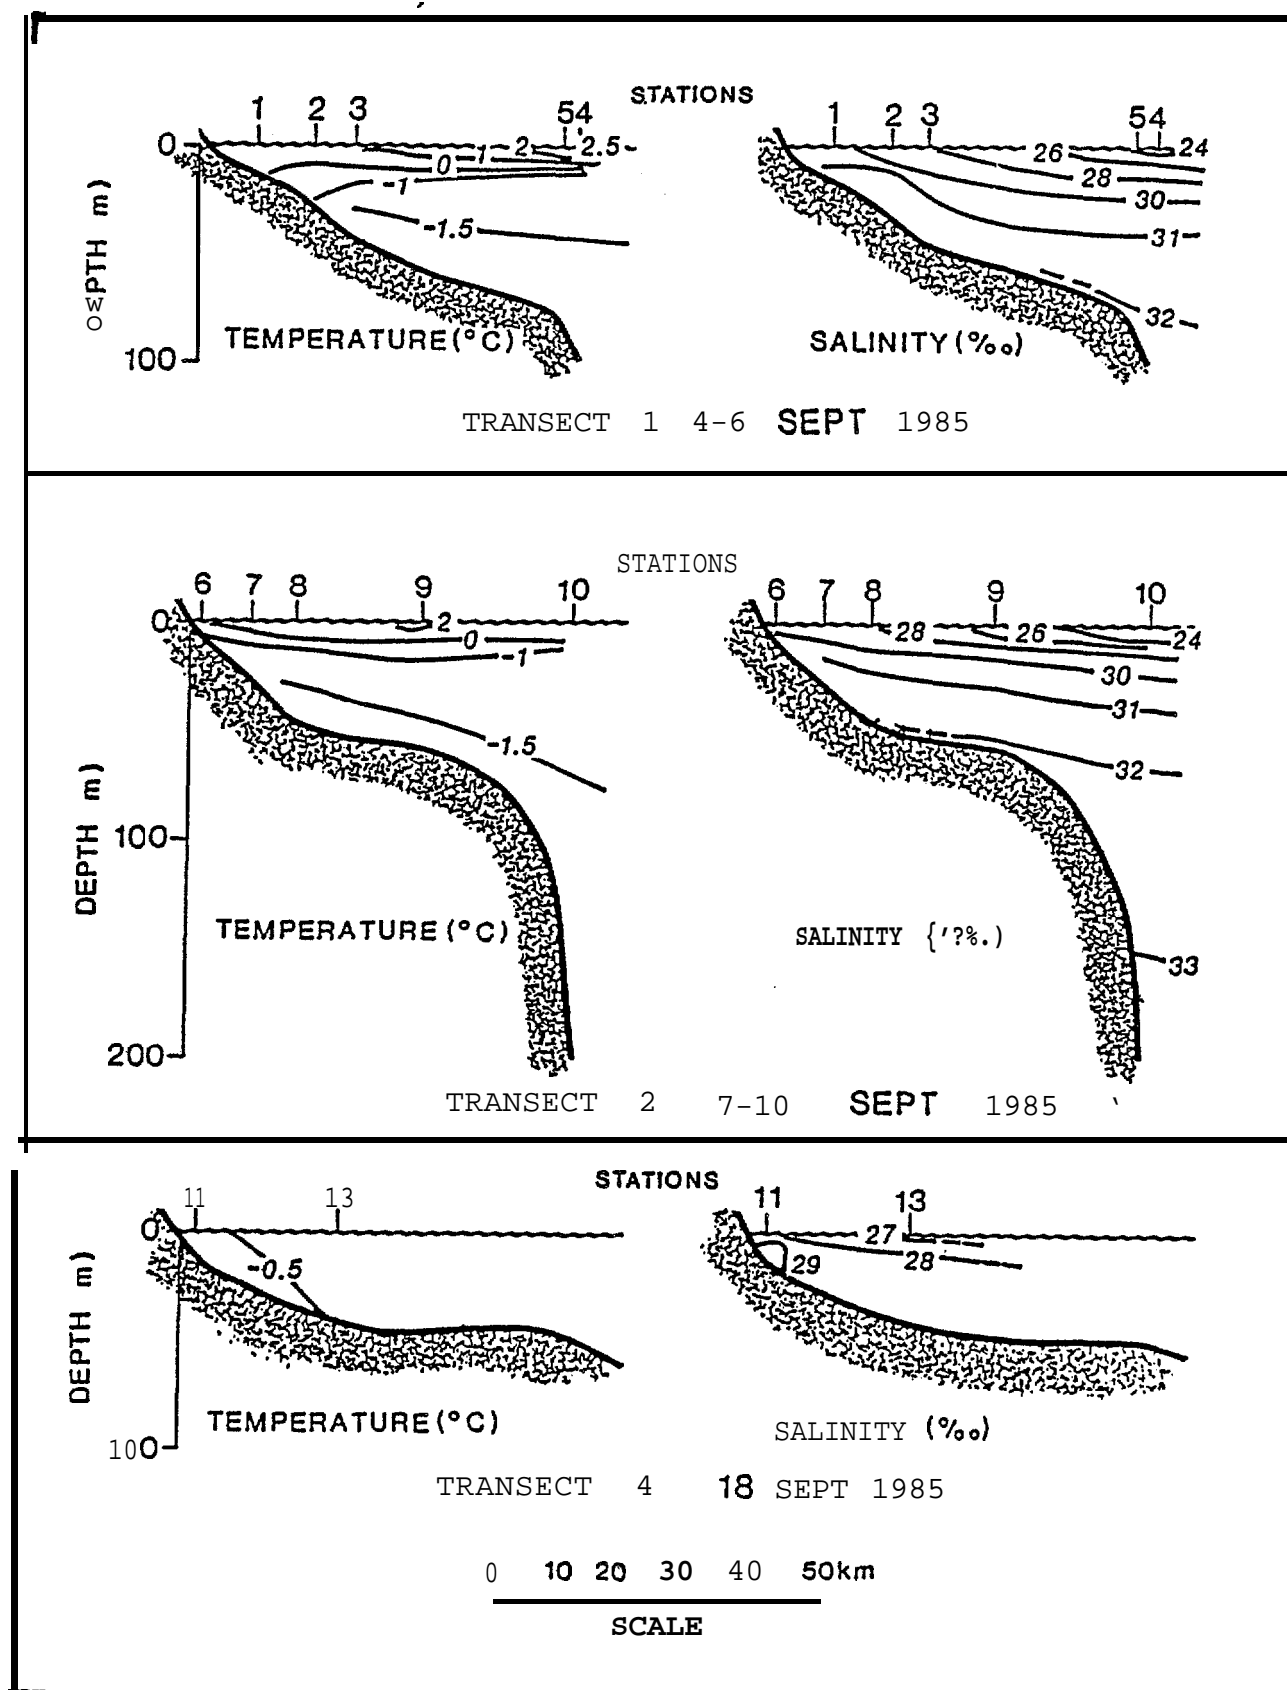 STATIONS
1 2 3 54 1 2 3 54
0 1 2 2.5 26 24
0 28
-1 30
-1.5 31
DEPTH m)
32
TEMPERATURE (°C) SALINITY (‰)
100
TRANSECT 1 4-6 SEPT 1985
STATIONS
6 7 8 9 10 6 7 8 9 10
0 2 28 26 24
0
-1 30
31
-1.5
32
DEPTH m)
100
TEMPERATURE (°C) SALINITY {'?%.)
33
200
TRANSECT 2 7-10 SEPT 1985
STATIONS
11 13 11 13
0 27
-0.5 29 28
DEPTH m)
TEMPERATURE (°C) SALINITY (‰)
100
TRANSECT 4 18 SEPT 1985
0 10 20 30 40 50km
SCALE